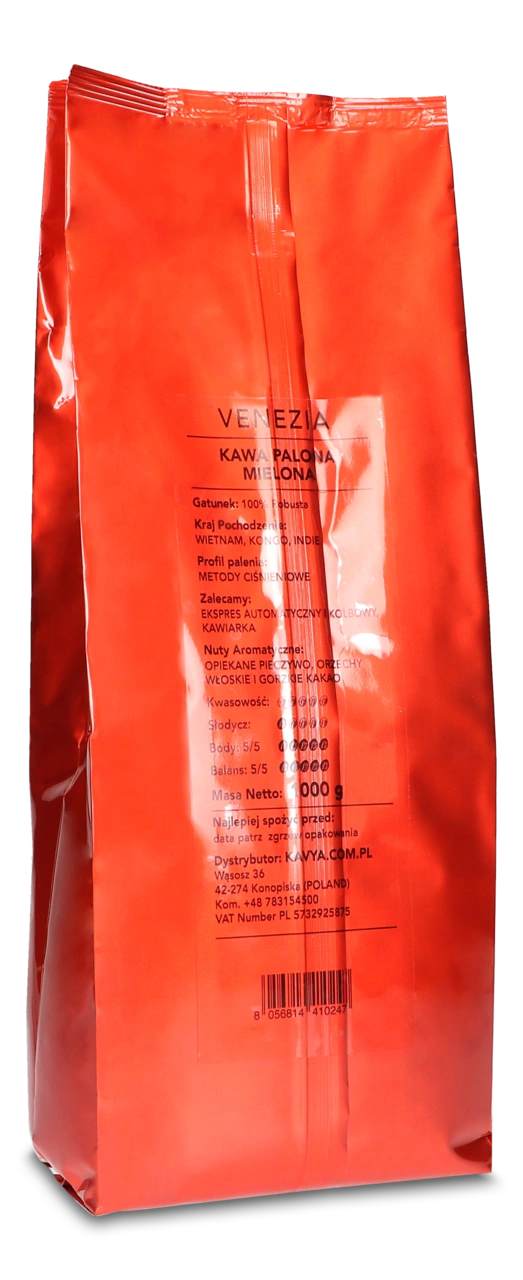 VENEZIA
KAWA PALONA
MIELONA
Gatunek: 100% Robusta
Kraj Pochodzenia:
WIETNAM, KONGO, INDIE
Profil palenia:
METODY CIŚNIENIOWE
Zalecamy:
EKSPRES AUTOMATYCZNY I KOLBOWY,
KAWIARKA
Nuty Aromatyczne:
OPIEKANE PIECZYWO, ORZECHY
WŁOSKIE I GORZKIE KAKAO
Kwasowość:
Słodycz:
Body: 5/5
Balans: 5/5
Masa Netto: 1000 g
Najlepiej spożyć przed:
data patrz zgrzew opakowania
Dystrybutor: KAVYA.COM.PL
Wąsosz 36
42-274 Konopiska (POLAND)
Kom. +48 783154500
VAT Number PL 5732925875
8 056814 410247